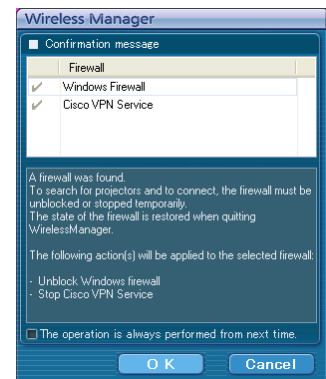 Wireless Manager
Confirmation message
Firewall
Windows Firewall
Cisco VPN Service
A firewall was found.
To search for projectors and to connect, the firewall must be
unblocked or stopped temporarily.
The state of the firewall is restored when quitting
WirelessManager.
The following action(s) will be applied to the selected firewall:
- Unblock Windows firewall
- Stop Cisco VPN Service
The operation is always performed from next time.
O K
Cancel